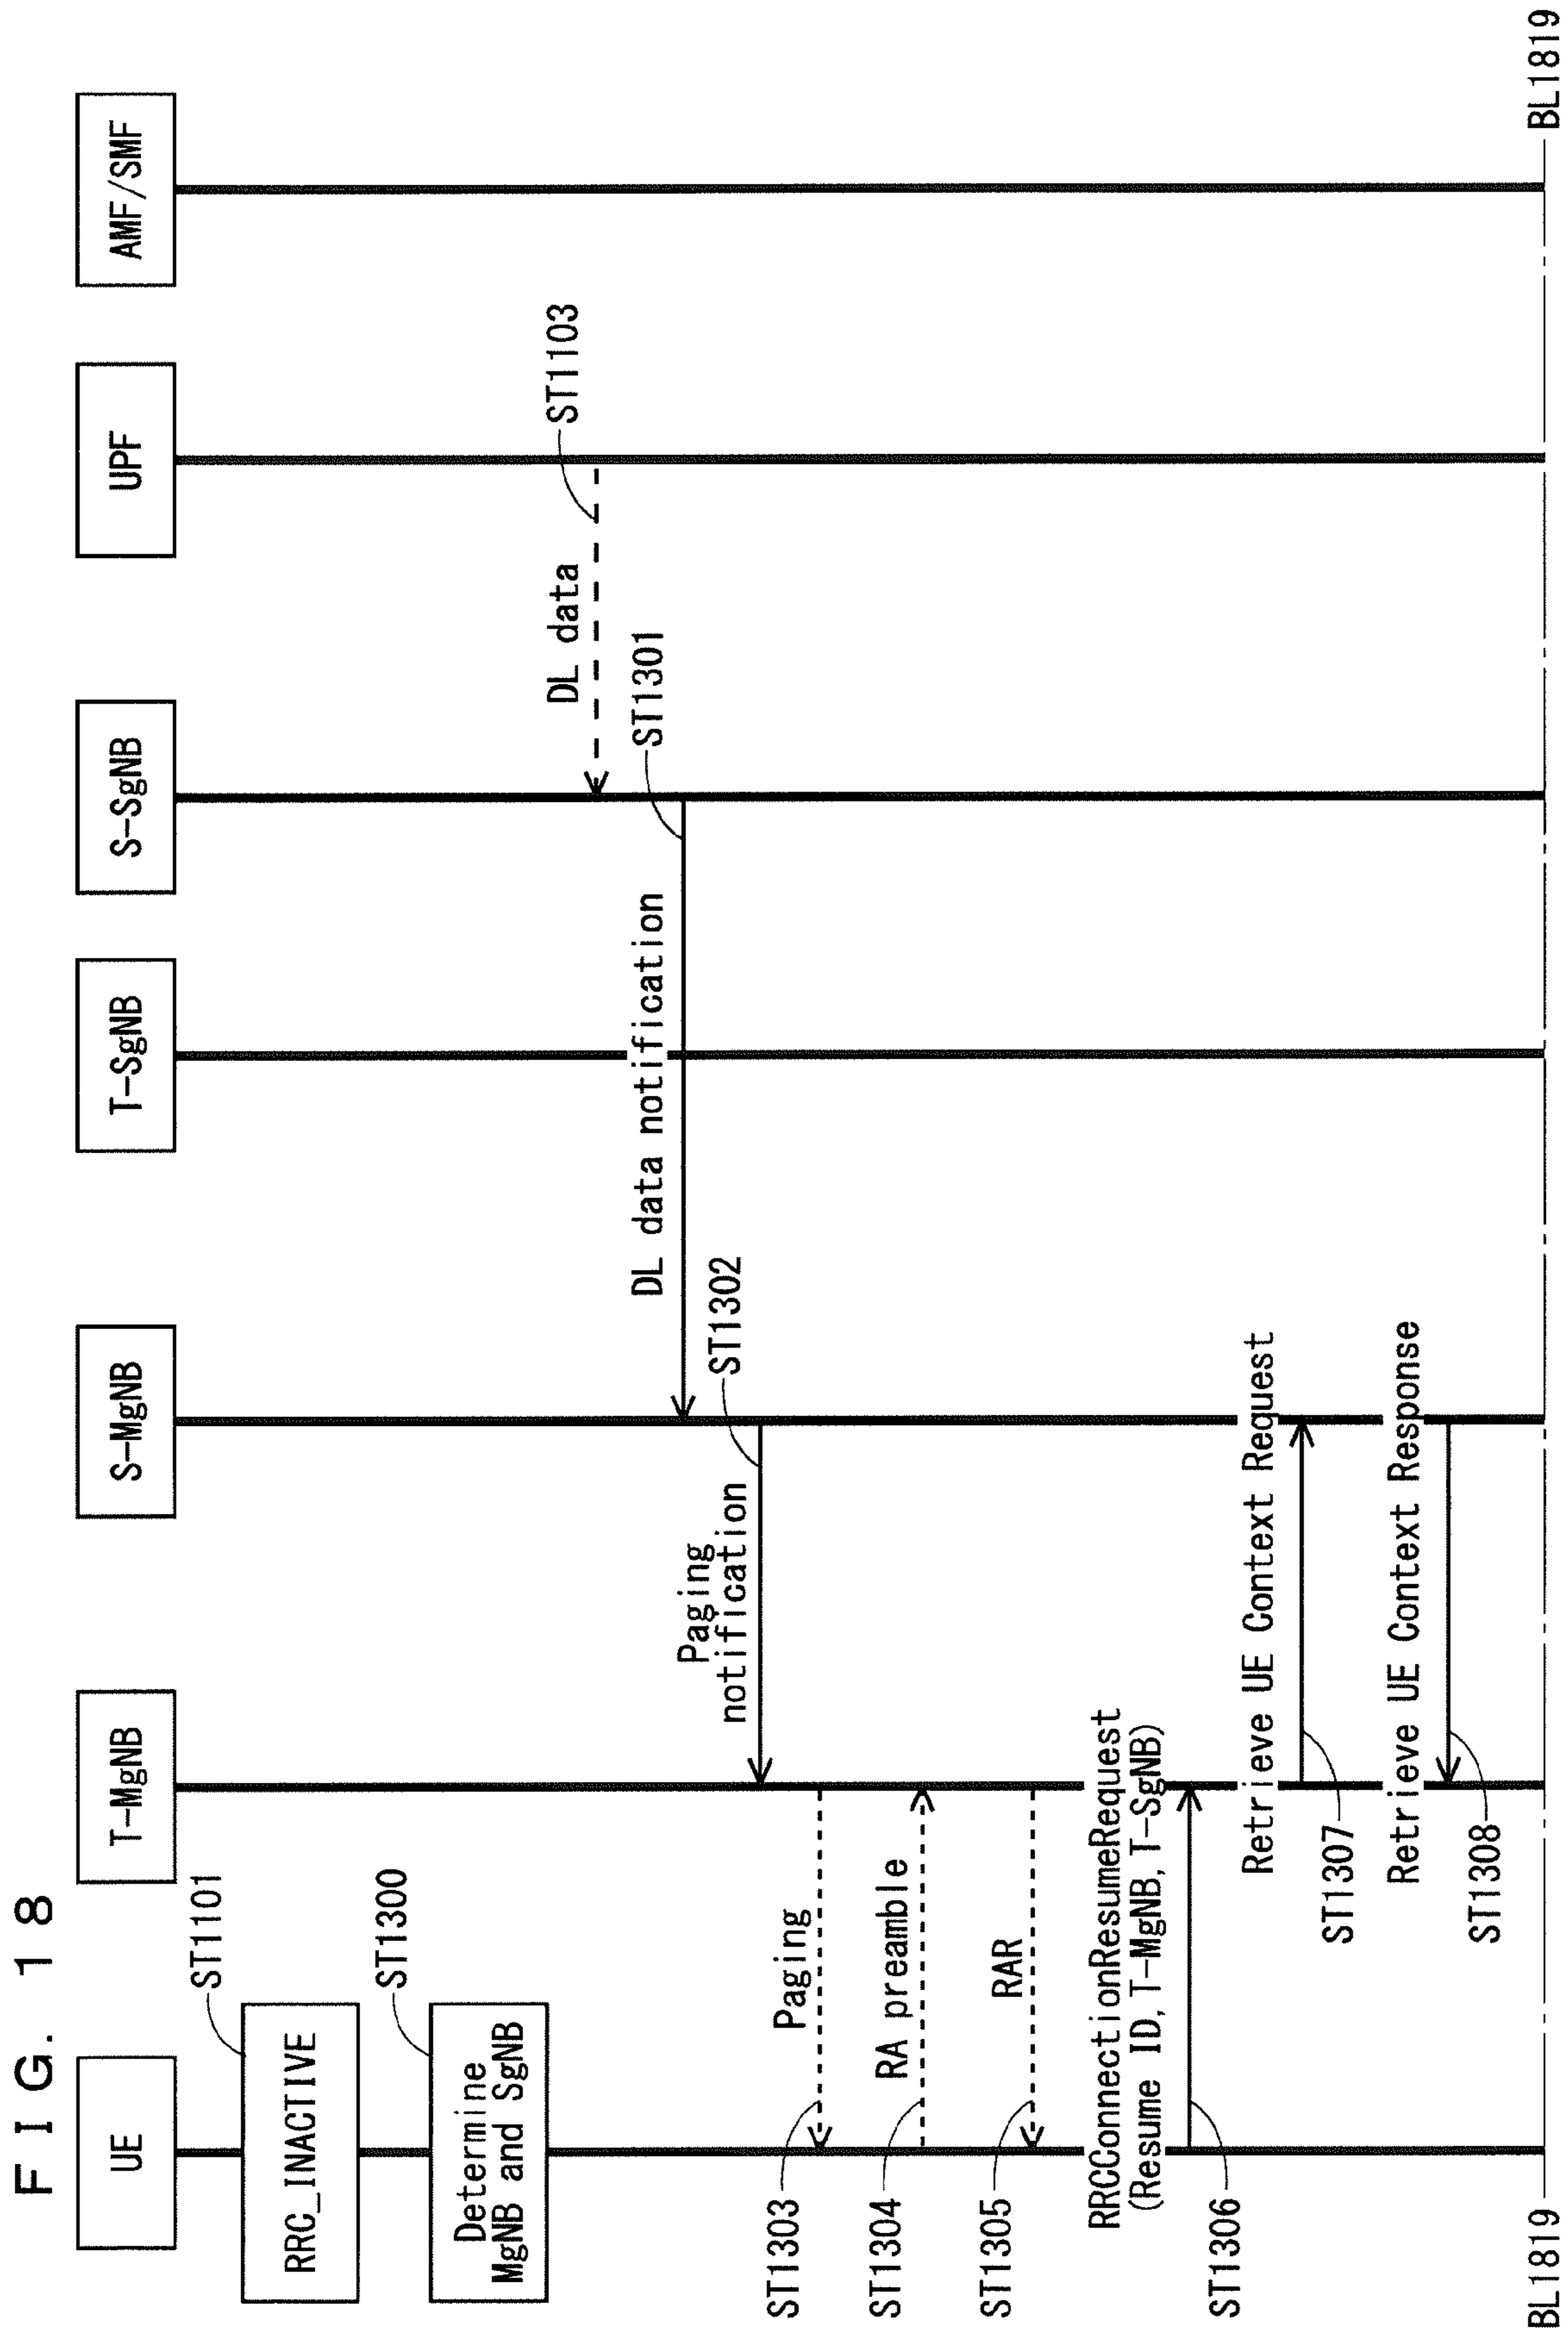 FIG. 18
UE
T-MgNB
S-MgNB
T-SgNB
S-SgNB
UPF
AMF/SMF
ST1101
RRC_INACTIVE
ST1300
Determine
MgNB and SgNB
DL data
ST1103
DL data notification
ST1301
Paging
notification
ST1302
ST1303
Paging
ST1304
RA preamble
ST1305
RAR
RRCConnectionResumeRequest
(Resume ID, T-MgNB, T-SgNB)
ST1306
Retrieve UE Context Request
ST1307
Retrieve UE Context Response
ST1308
BL1819
BL1819